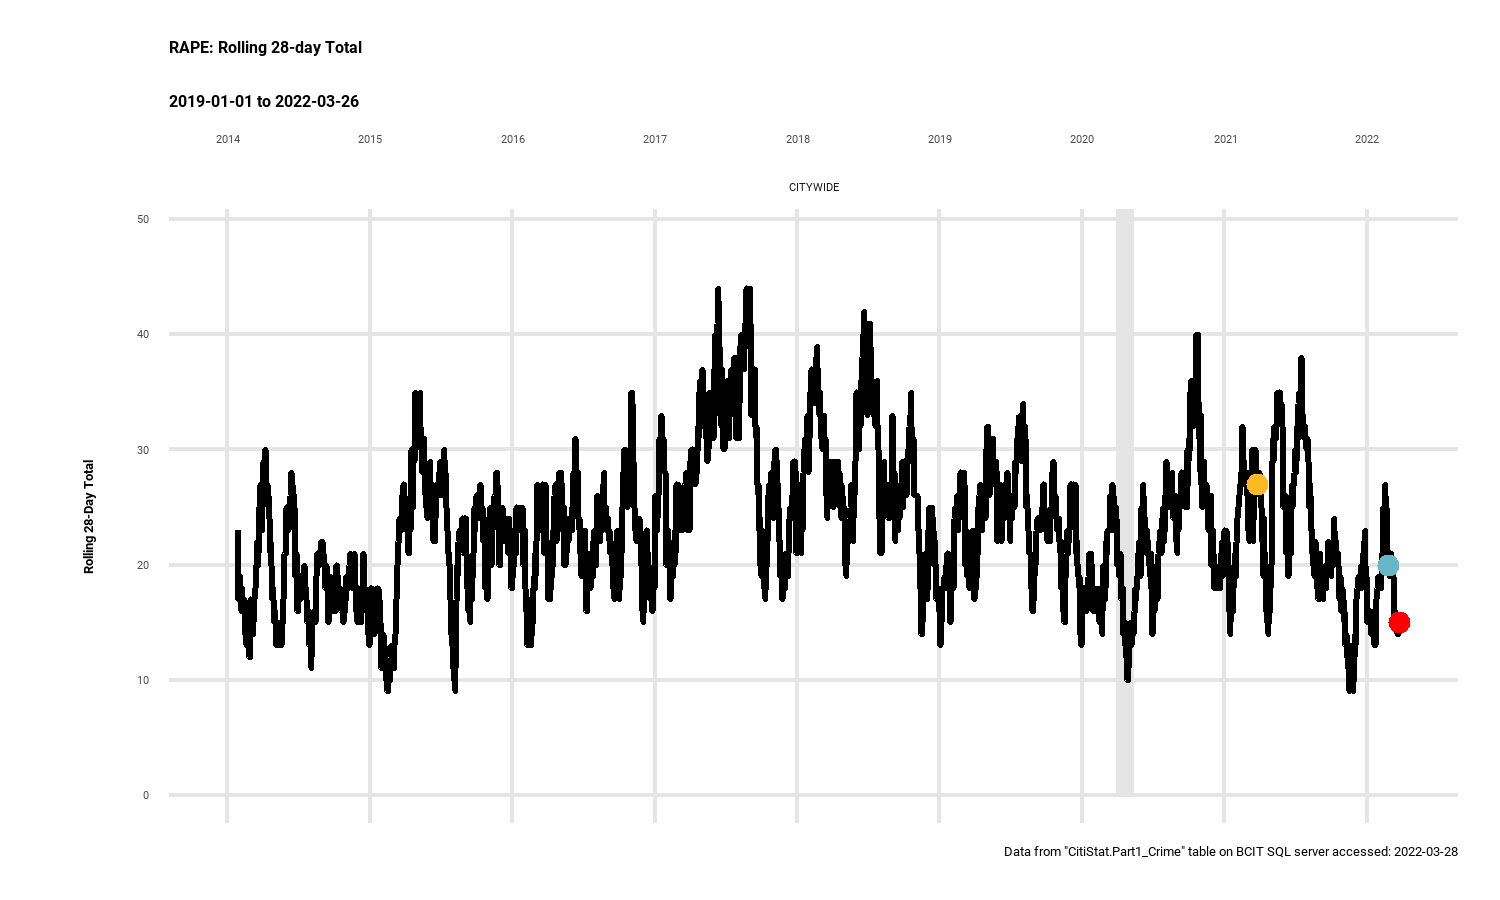 RAPE: Rolling 28-day Total
2019-01-01 to 2022-03-26
2014 2015 2016 2017 2018 2019 2020 2021 2022
CITYWIDE
50
40
30
20
10
0
Rolling 28-Day Total
Data from "CitiStat.Part1_Crime" table on BCIT SQL server accessed: 2022-03-28